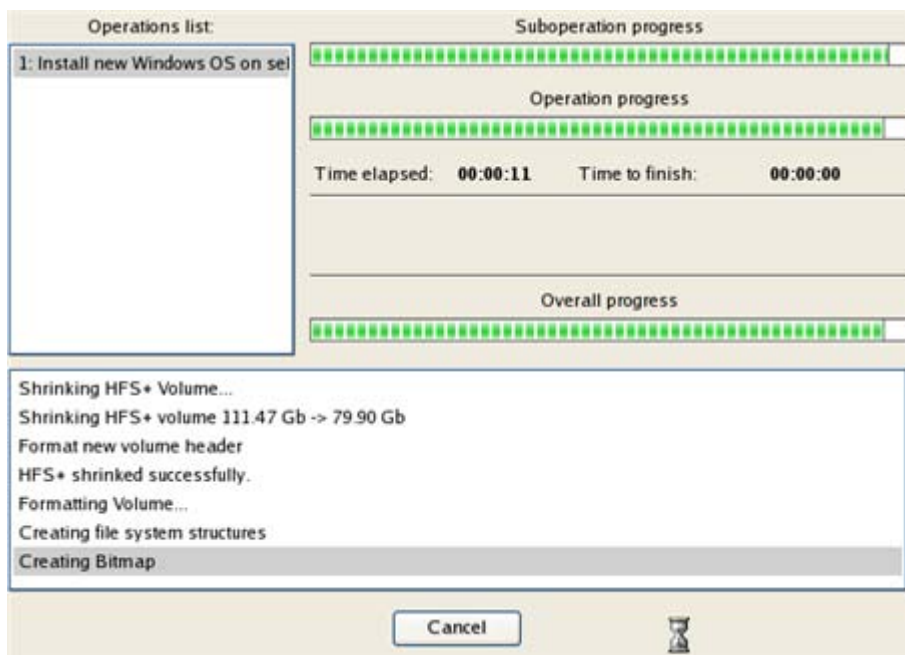 Operations list:
1: Install new Windows OS on sel
Suboperation progress
Operation progress
Time elapsed: 00:00:11 Time to finish: 00:00:00
Overall progress
Shrinking HFS+ Volume...
Shrinking HFS+ volume 111.47 Gb -> 79.90 Gb
Format new volume header
HFS+ shrinked successfully.
Formatting Volume...
Creating file system structures
Creating Bitmap
Cancel